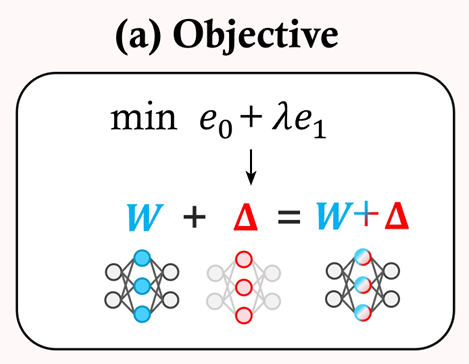 (a) Objective
min e₀ + λe₁
W + Δ = W+Δ